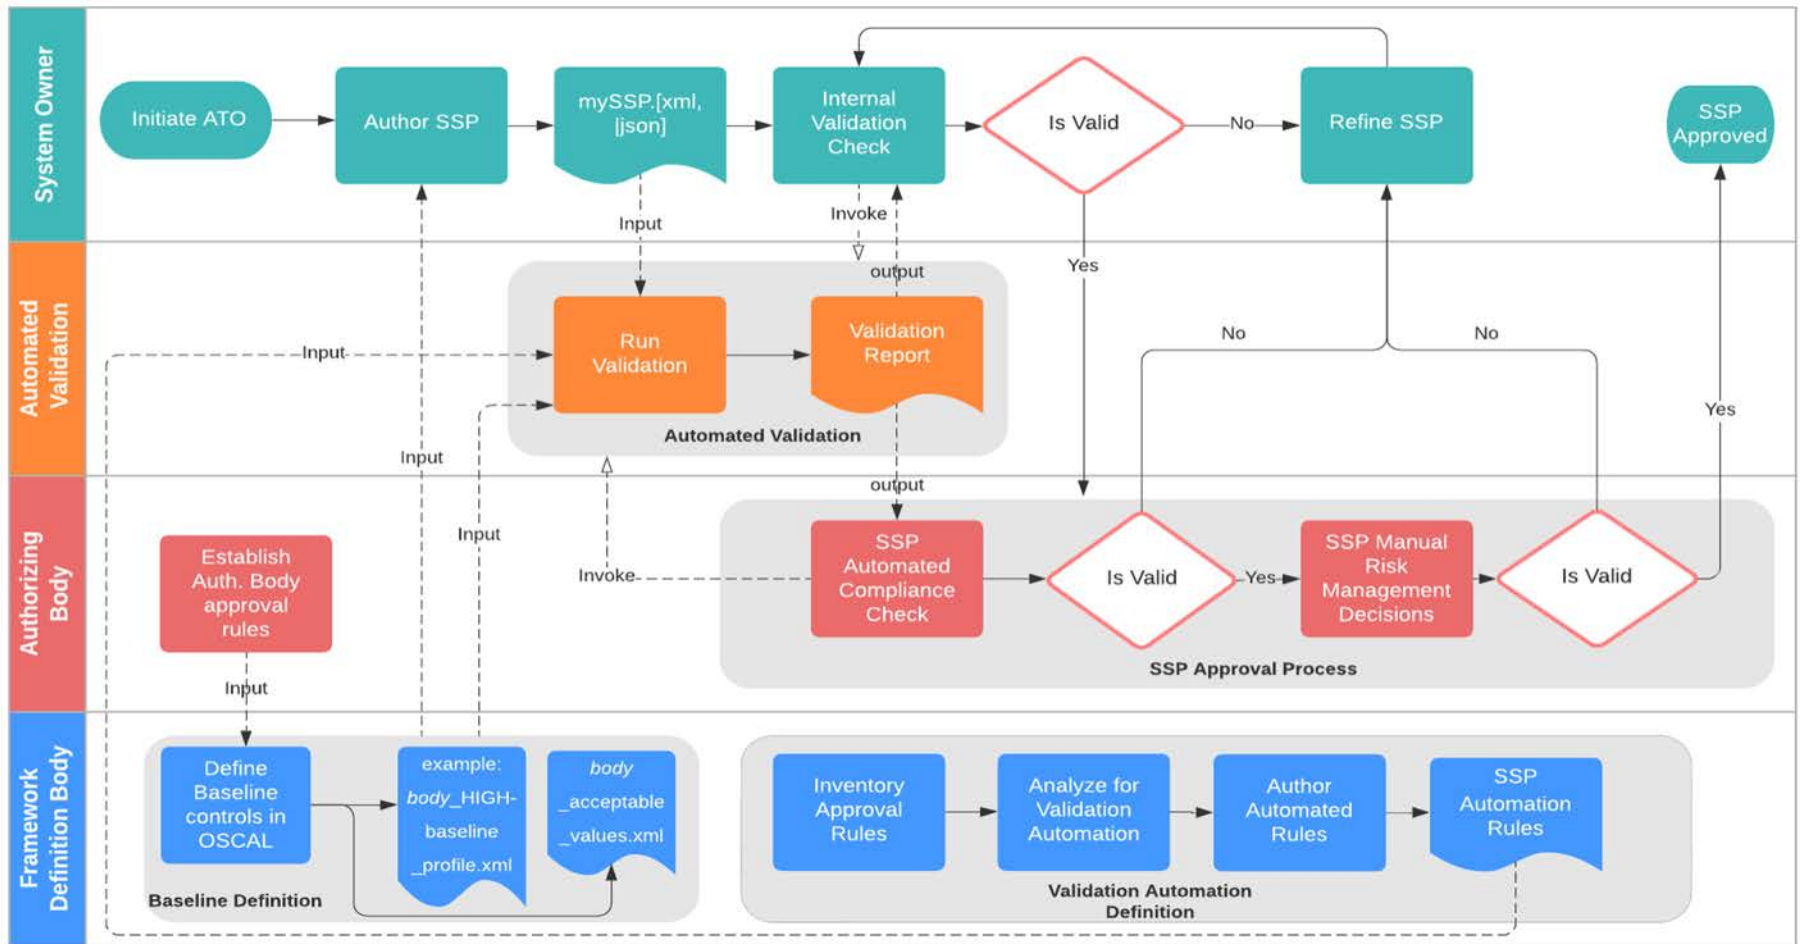 System Owner
Initiate ATO
Author SSP
mySSP.[xml,
|json]
Internal
Validation
Check
Is Valid
No
Refine SSP
SSP
Approved
Input
Invoke
output
Yes
Automated
Validation
Input
Run
Validation
Validation
Report
Automated Validation
No
No
Yes
Input
output
Authorizing
Body
Establish
Auth. Body
approval
rules
Input
Invoke
SSP
Automated
Compliance
Check
Is Valid
Yes
SSP Manual
Risk
Management
Decisions
Is Valid
SSP Approval Process
Input
Framework
Definition Body
Define
Baseline
controls in
OSCAL
example:
body_HIGH-
baseline
_profile.xml
body
_acceptable
_values.xml
Baseline Definition
Inventory
Approval
Rules
Analyze for
Validation
Automation
Author
Automated
Rules
SSP
Automation
Rules
Validation Automation
Definition